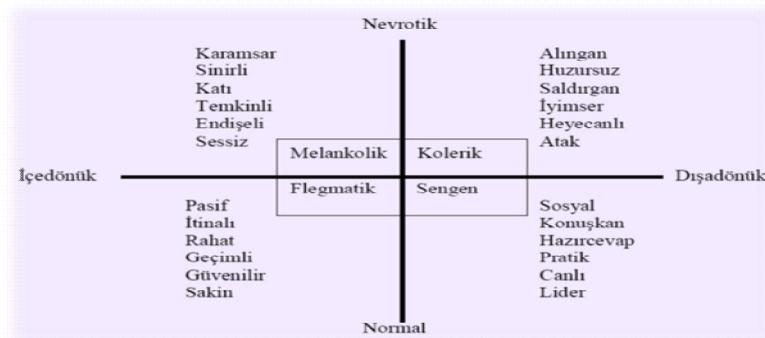 Nevrotik
Karamsar
Sinirli
Katı
Temkinli
Endişeli
Sessiz
Alıngan
Huzursuz
Saldırgan
İyimser
Heyecanlı
Atak
Melankolik
Kolerik
İçedönük
Dışadönük
Flegmatik
Sengen
Pasif
İtinalı
Rahat
Geçimli
Güvenilir
Sakin
Sosyal
Konuşkan
Hazırcevap
Pratik
Canlı
Lider
Normal